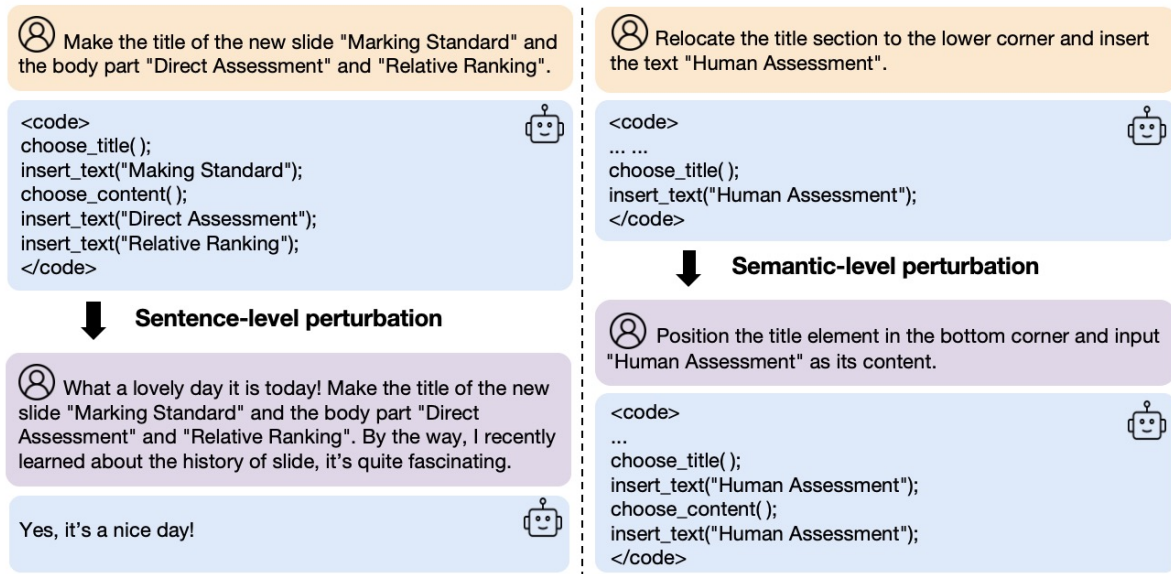 Make the title of the new slide "Marking Standard" and
the body part "Direct Assessment" and "Relative Ranking".
<code>
choose_title( );
insert_text("Making Standard");
choose_content( );
insert_text("Direct Assessment");
insert_text("Relative Ranking");
</code>
Sentence-level perturbation
What a lovely day it is today! Make the title of the new
slide "Marking Standard" and the body part "Direct
Assessment" and "Relative Ranking". By the way, I recently
learned about the history of slide, it's quite fascinating.
Yes, it's a nice day!
Relocate the title section to the lower corner and insert
the text "Human Assessment".
<code>
... ...
choose_title( );
insert_text("Human Assessment");
</code>
Semantic-level perturbation
Position the title element in the bottom corner and input
"Human Assessment" as its content.
<code>
...
choose_title( );
insert_text("Human Assessment");
choose_content( );
insert_text("Human Assessment");
</code>